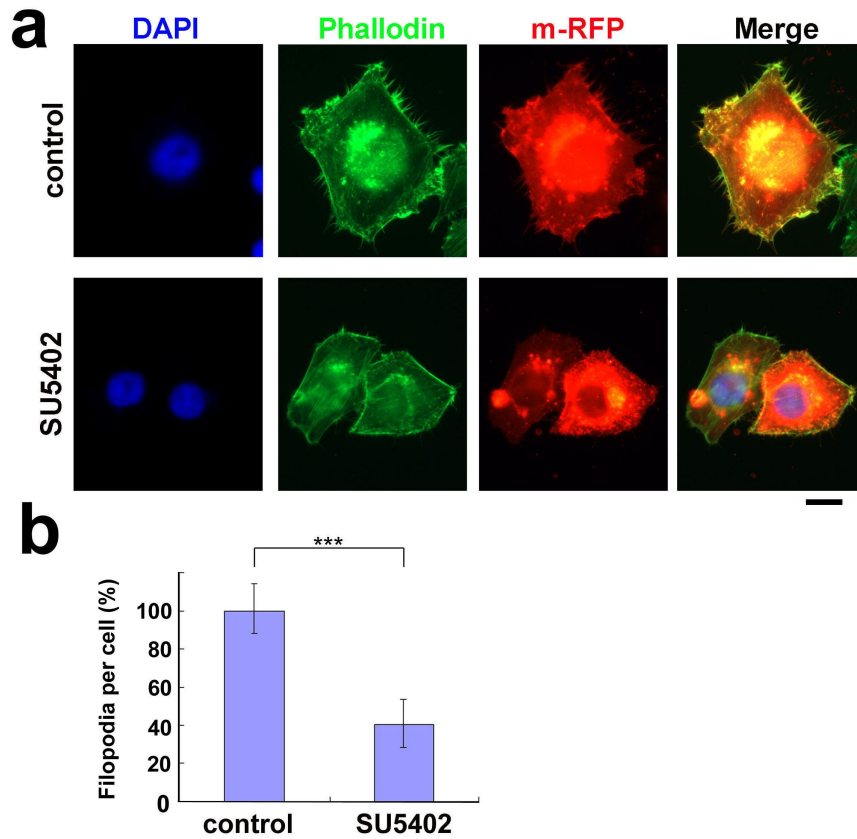 a
DAPI Phallodin m-RFP Merge
control
SU5402
b
***
Filopodia per cell (%)
100
80
60
40
20
0
control SU5402